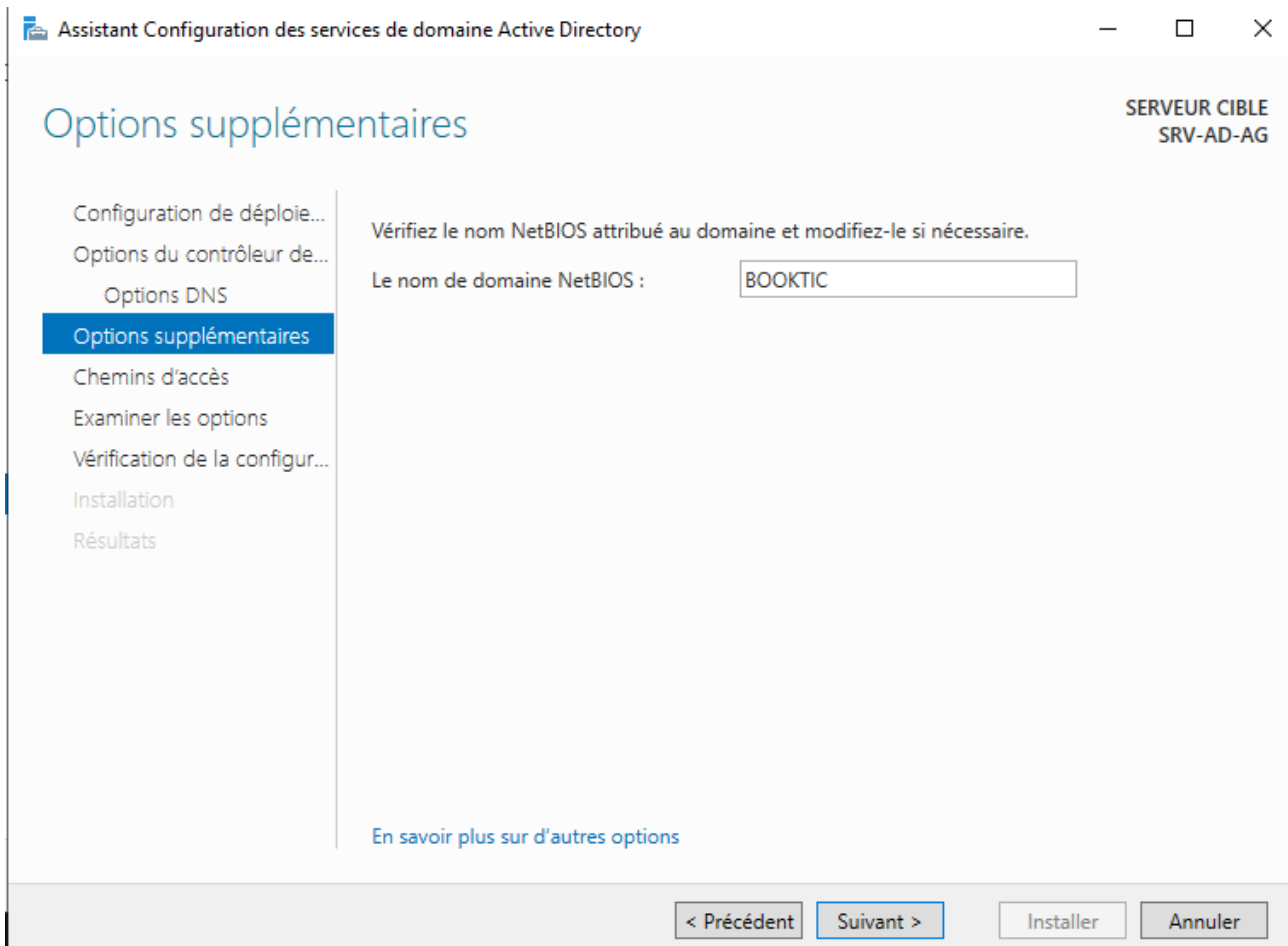 Assistant Configuration des services de domaine Active Directory
Options supplémentaires
SERVEUR CIBLE
SRV-AD-AG
Configuration de déploie...
Options du contrôleur de...
Options DNS
Options supplémentaires
Chemins d'accès
Examiner les options
Vérification de la configur...
Installation
Résultats
Vérifiez le nom NetBIOS attribué au domaine et modifiez-le si nécessaire.
Le nom de domaine NetBIOS : BOOKTIC
En savoir plus sur d'autres options
< Précédent Suivant > Installer Annuler